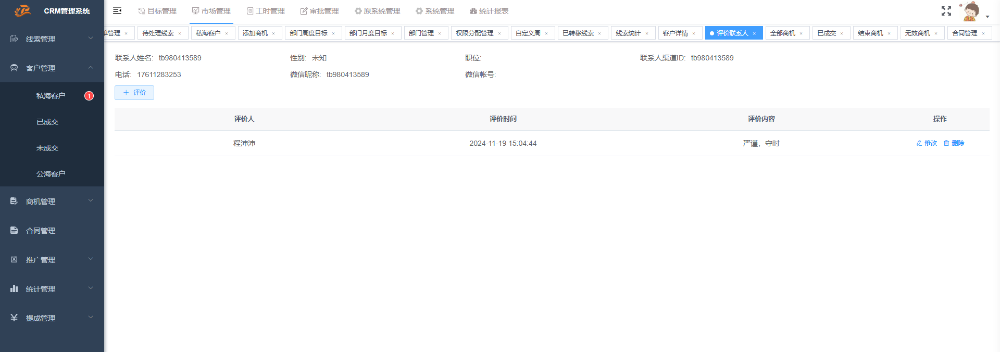 CRM管理系统
目标管理 市场管理 工时管理 审批管理 原系统管理 系统管理 统计报表
单管理 × 待处理线索 × 私海客户 × 添加商机 × 部门周度目标 × 部门月度目标 × 部门管理 × 权限分配管理 × 自定义周 × 已转移线索 × 线索统计 × 客户详情 × 评价联系人 × 全部商机 × 已成交 × 结束商机 × 无效商机 × 合同管理 ×
线索管理
客户管理
私海客户 1
已成交
未成交
公海客户
商机管理
合同管理
推广管理
统计管理
提成管理
联系人姓名: tb980413589 性别: 未知 职位: 联系人渠道ID: tb980413589
电话: 17611283253 微信昵称: tb980413589 微信帐号:
+ 评价
评价人 评价时间 评价内容 操作
程沛沛 2024-11-19 15:04:44 严谨，守时 修改 删除